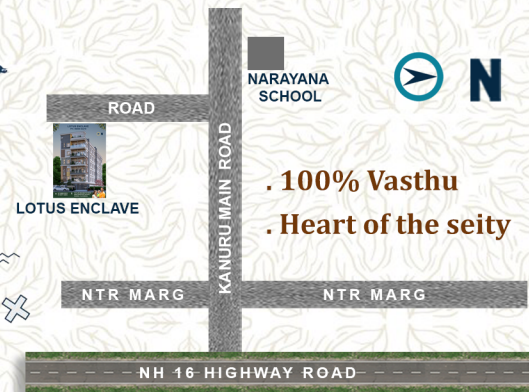 NARAYANA
SCHOOL
N
ROAD
KANURU MAIN ROAD
LOTUS ENCLAVE
. 100% Vasthu
. Heart of the seity
NTR MARG
NTR MARG
NH 16 HIGHWAY ROAD